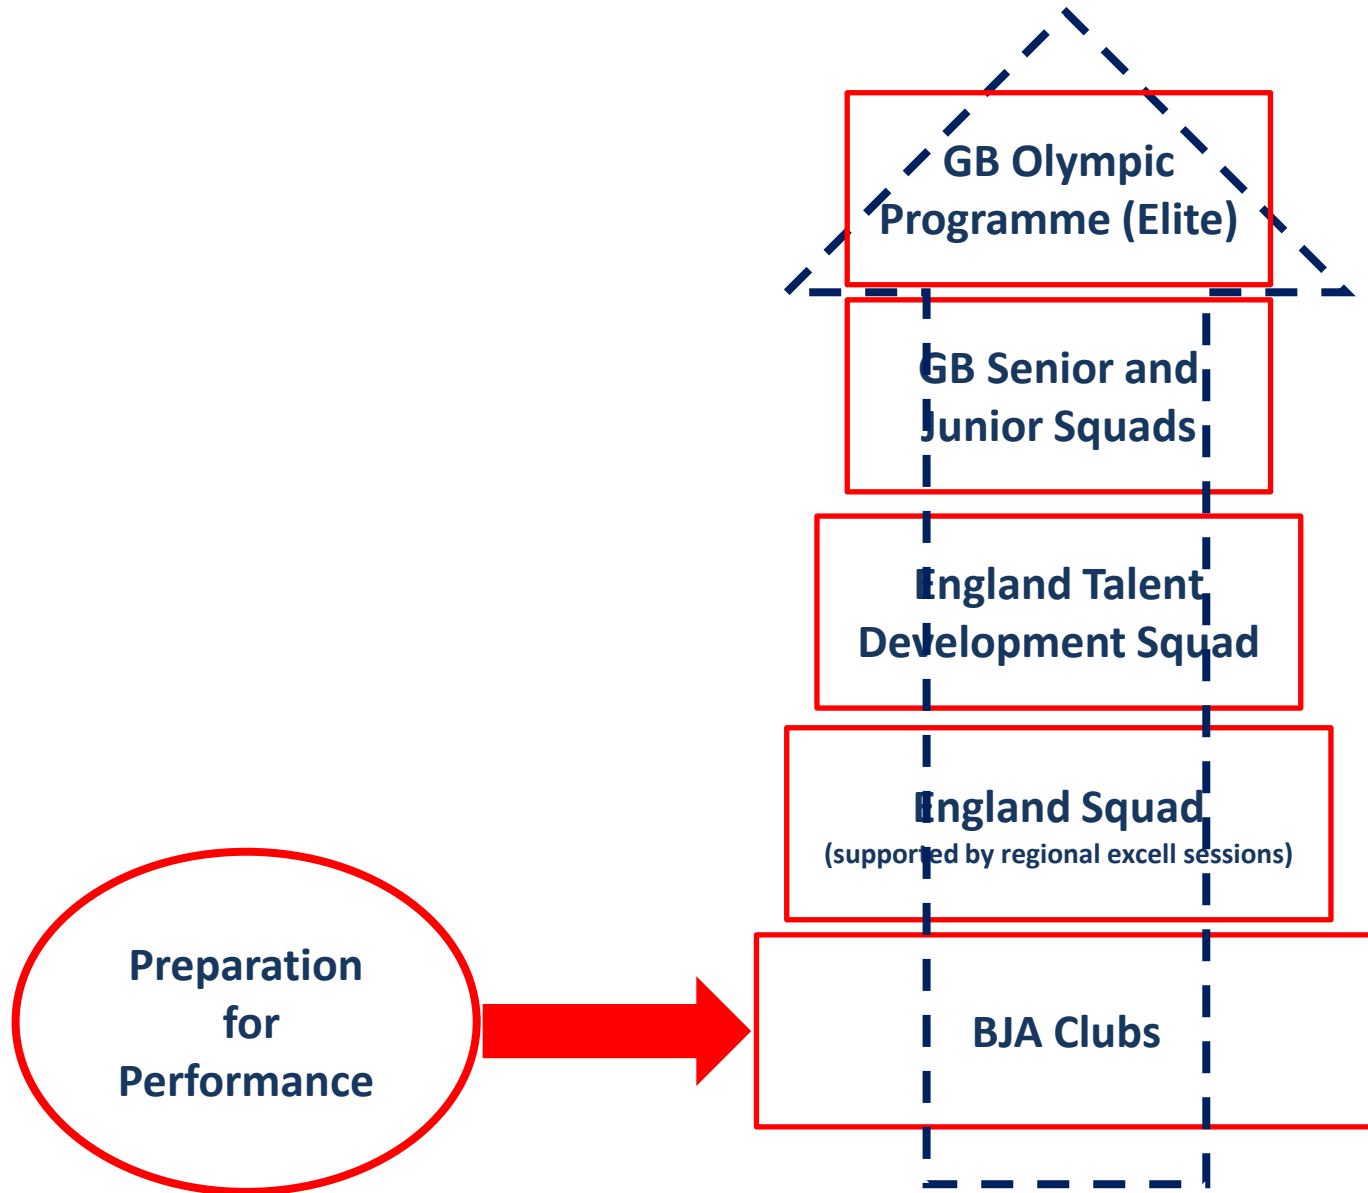 GB Olympic
Programme (Elite)
GB Senior and
Junior Squads
England Talent
Development Squad
England Squad
(supported by regional excell sessions)
Preparation
for
Performance
BJA Clubs